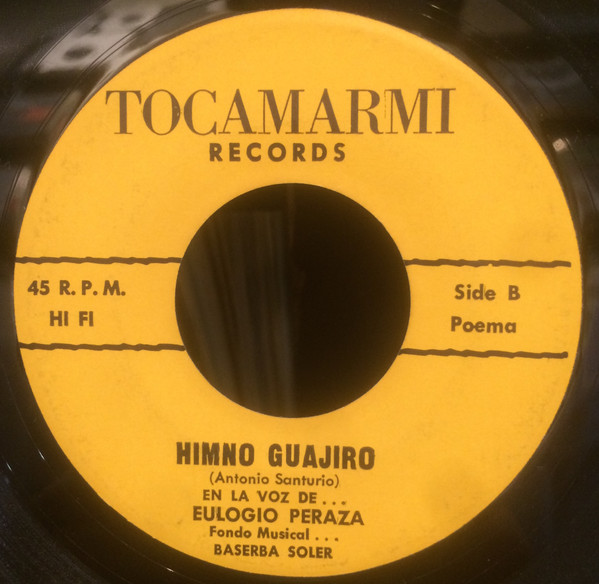 TOCAMARMI
RECORDS
45 R. P. M.
HI FI
Side B
Poema
HIMNO GUAJIRO
(Antonio Santurio)
EN LA VOZ DE . . .
EULOGIO PERAZA
Fondo Musical . . .
BASERBA SOLER